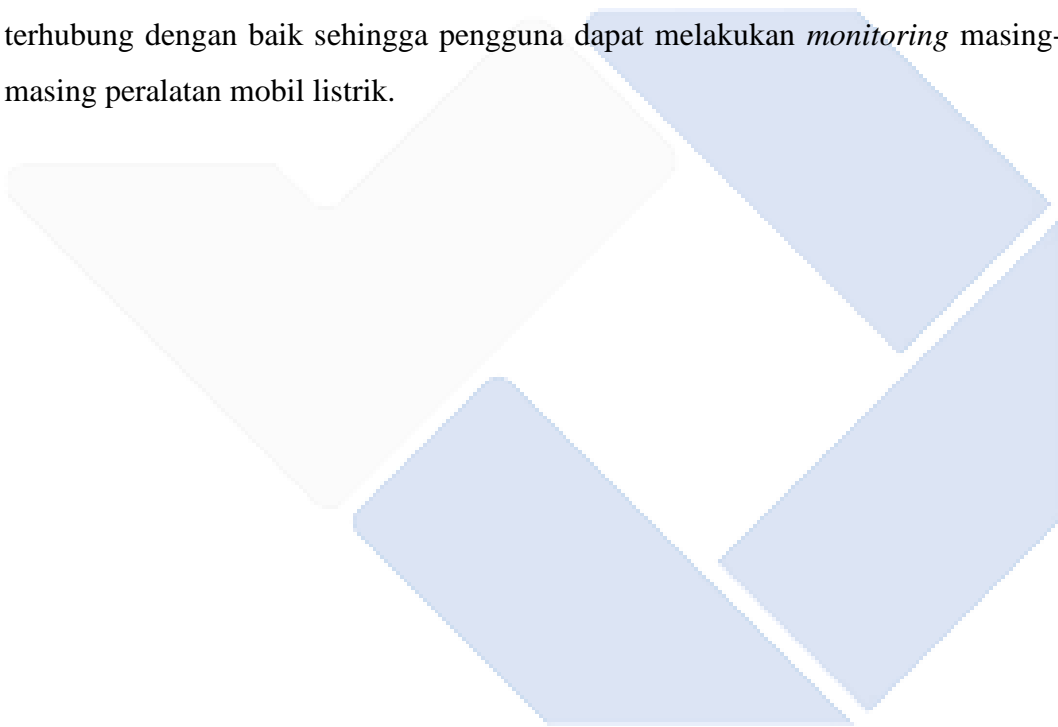 terhubung dengan baik sehingga pengguna dapat melakukan monitoring masing-
masing peralatan mobil listrik.